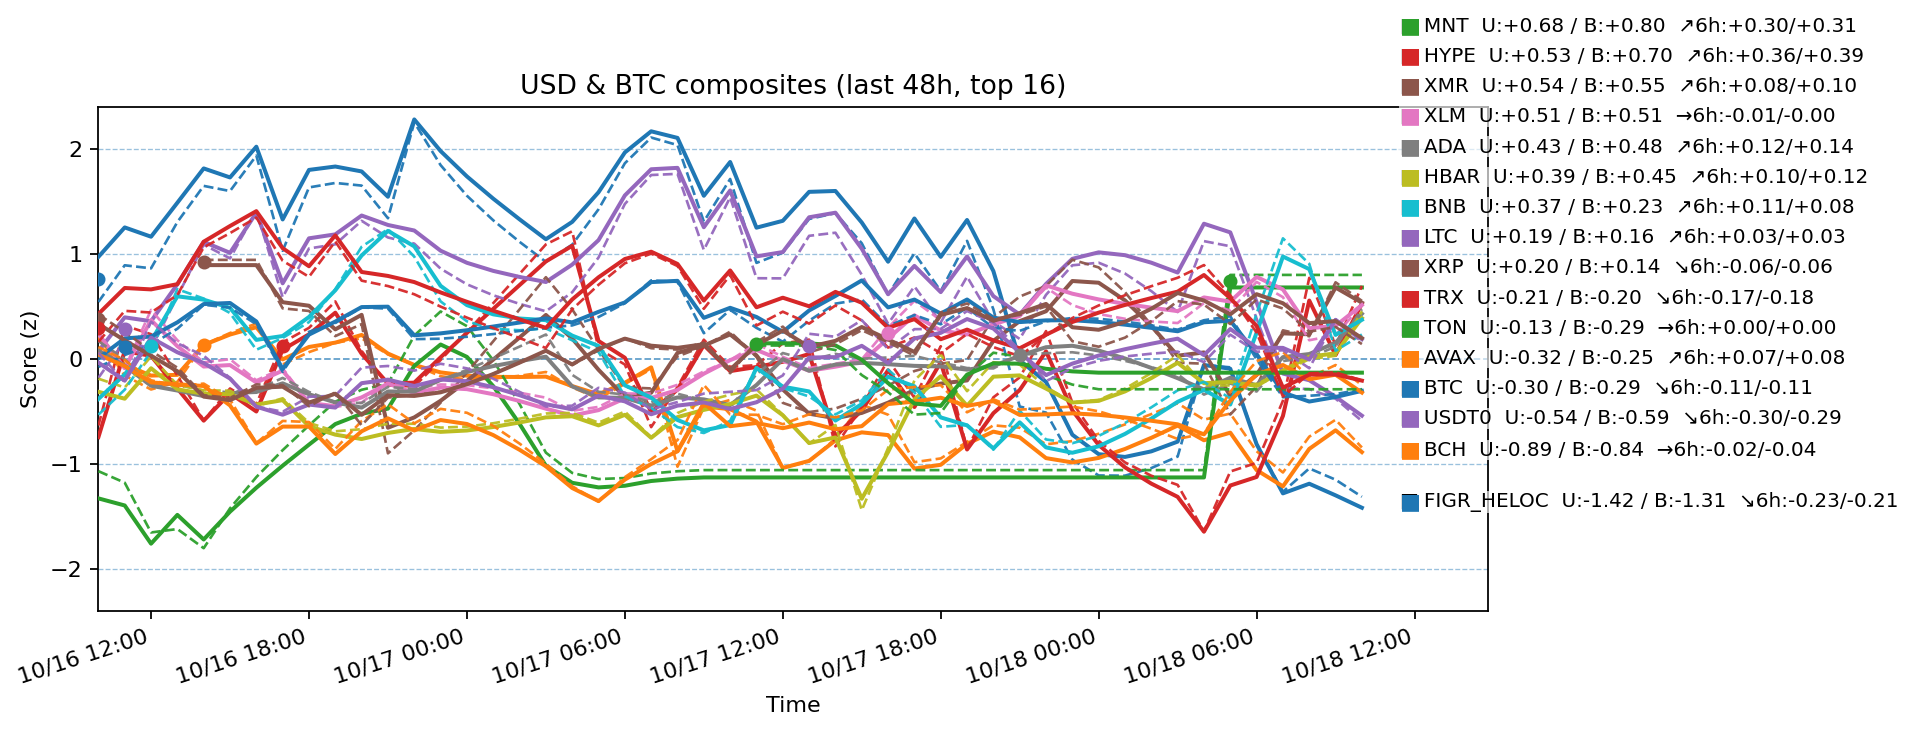 MNT  U:+0.68 / B:+0.80  ↗6h:+0.30/+0.31
HYPE  U:+0.53 / B:+0.70  ↗6h:+0.36/+0.39
USD & BTC composites (last 48h, top 16)
XMR  U:+0.54 / B:+0.55  ↗6h:+0.08/+0.10
XLM  U:+0.51 / B:+0.51  →6h:-0.01/-0.00
ADA  U:+0.43 / B:+0.48  ↗6h:+0.12/+0.14
HBAR  U:+0.39 / B:+0.45  ↗6h:+0.10/+0.12
BNB  U:+0.37 / B:+0.23  ↗6h:+0.11/+0.08
LTC  U:+0.19 / B:+0.16  ↗6h:+0.03/+0.03
XRP  U:+0.20 / B:+0.14  ↘6h:-0.06/-0.06
TRX  U:-0.21 / B:-0.20  ↘6h:-0.17/-0.18
TON  U:-0.13 / B:-0.29  →6h:+0.00/+0.00
AVAX  U:-0.32 / B:-0.25  ↗6h:+0.07/+0.08
BTC  U:-0.30 / B:-0.29  ↘6h:-0.11/-0.11
USDT0  U:-0.54 / B:-0.59  ↘6h:-0.30/-0.29
BCH  U:-0.89 / B:-0.84  →6h:-0.02/-0.04
FIGR_HELOC  U:-1.42 / B:-1.31  ↘6h:-0.23/-0.21
Score (z)
2
1
0
−1
−2
10/16 12:00
10/16 18:00
10/17 00:00
10/17 06:00
10/17 12:00
10/17 18:00
10/18 00:00
10/18 06:00
10/18 12:00
Time